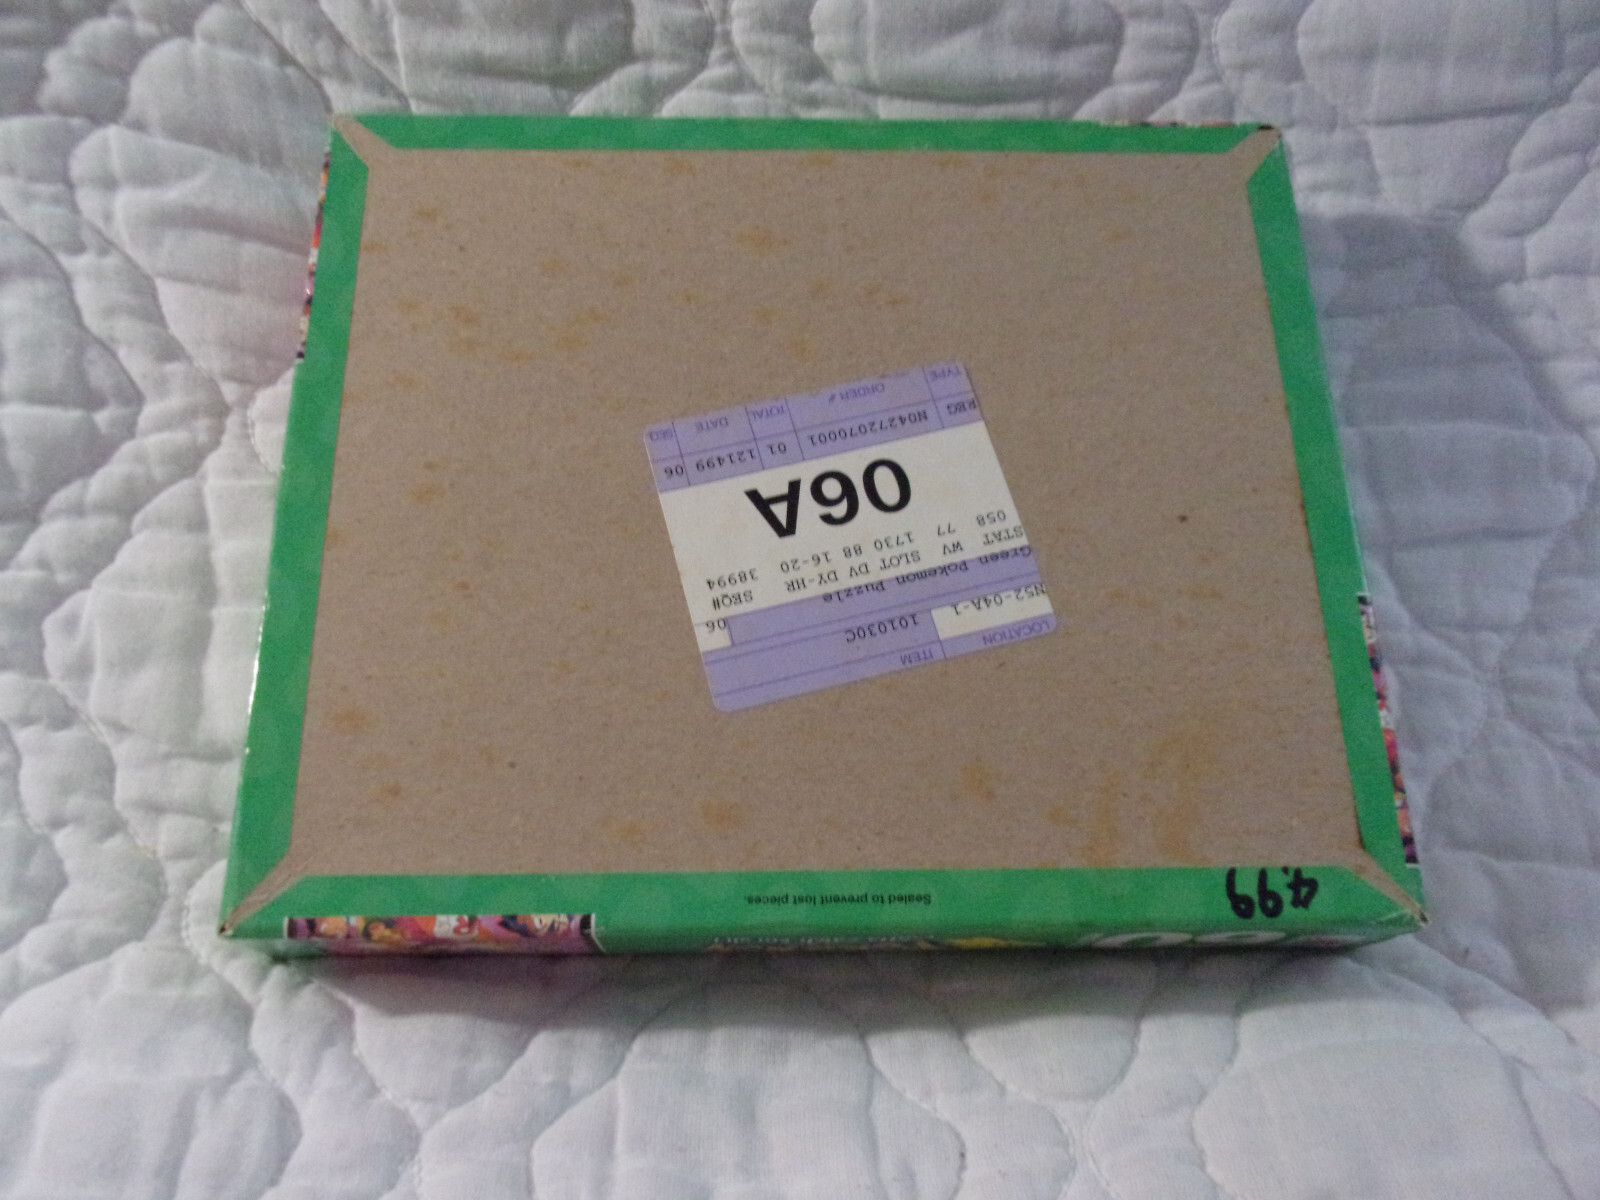 LOCATION ITEM
N52-04A-1 101030C 06
Green Pokemon Puzzle
STAT WV SLOT DV DY-HR SEQ#
058 77 1730 88 16-20 38994
06A
REG N04272070001 01 121499 06
TYPE ORDER # TOTAL DATE SEQ
Sealed to prevent lost pieces.
4.99